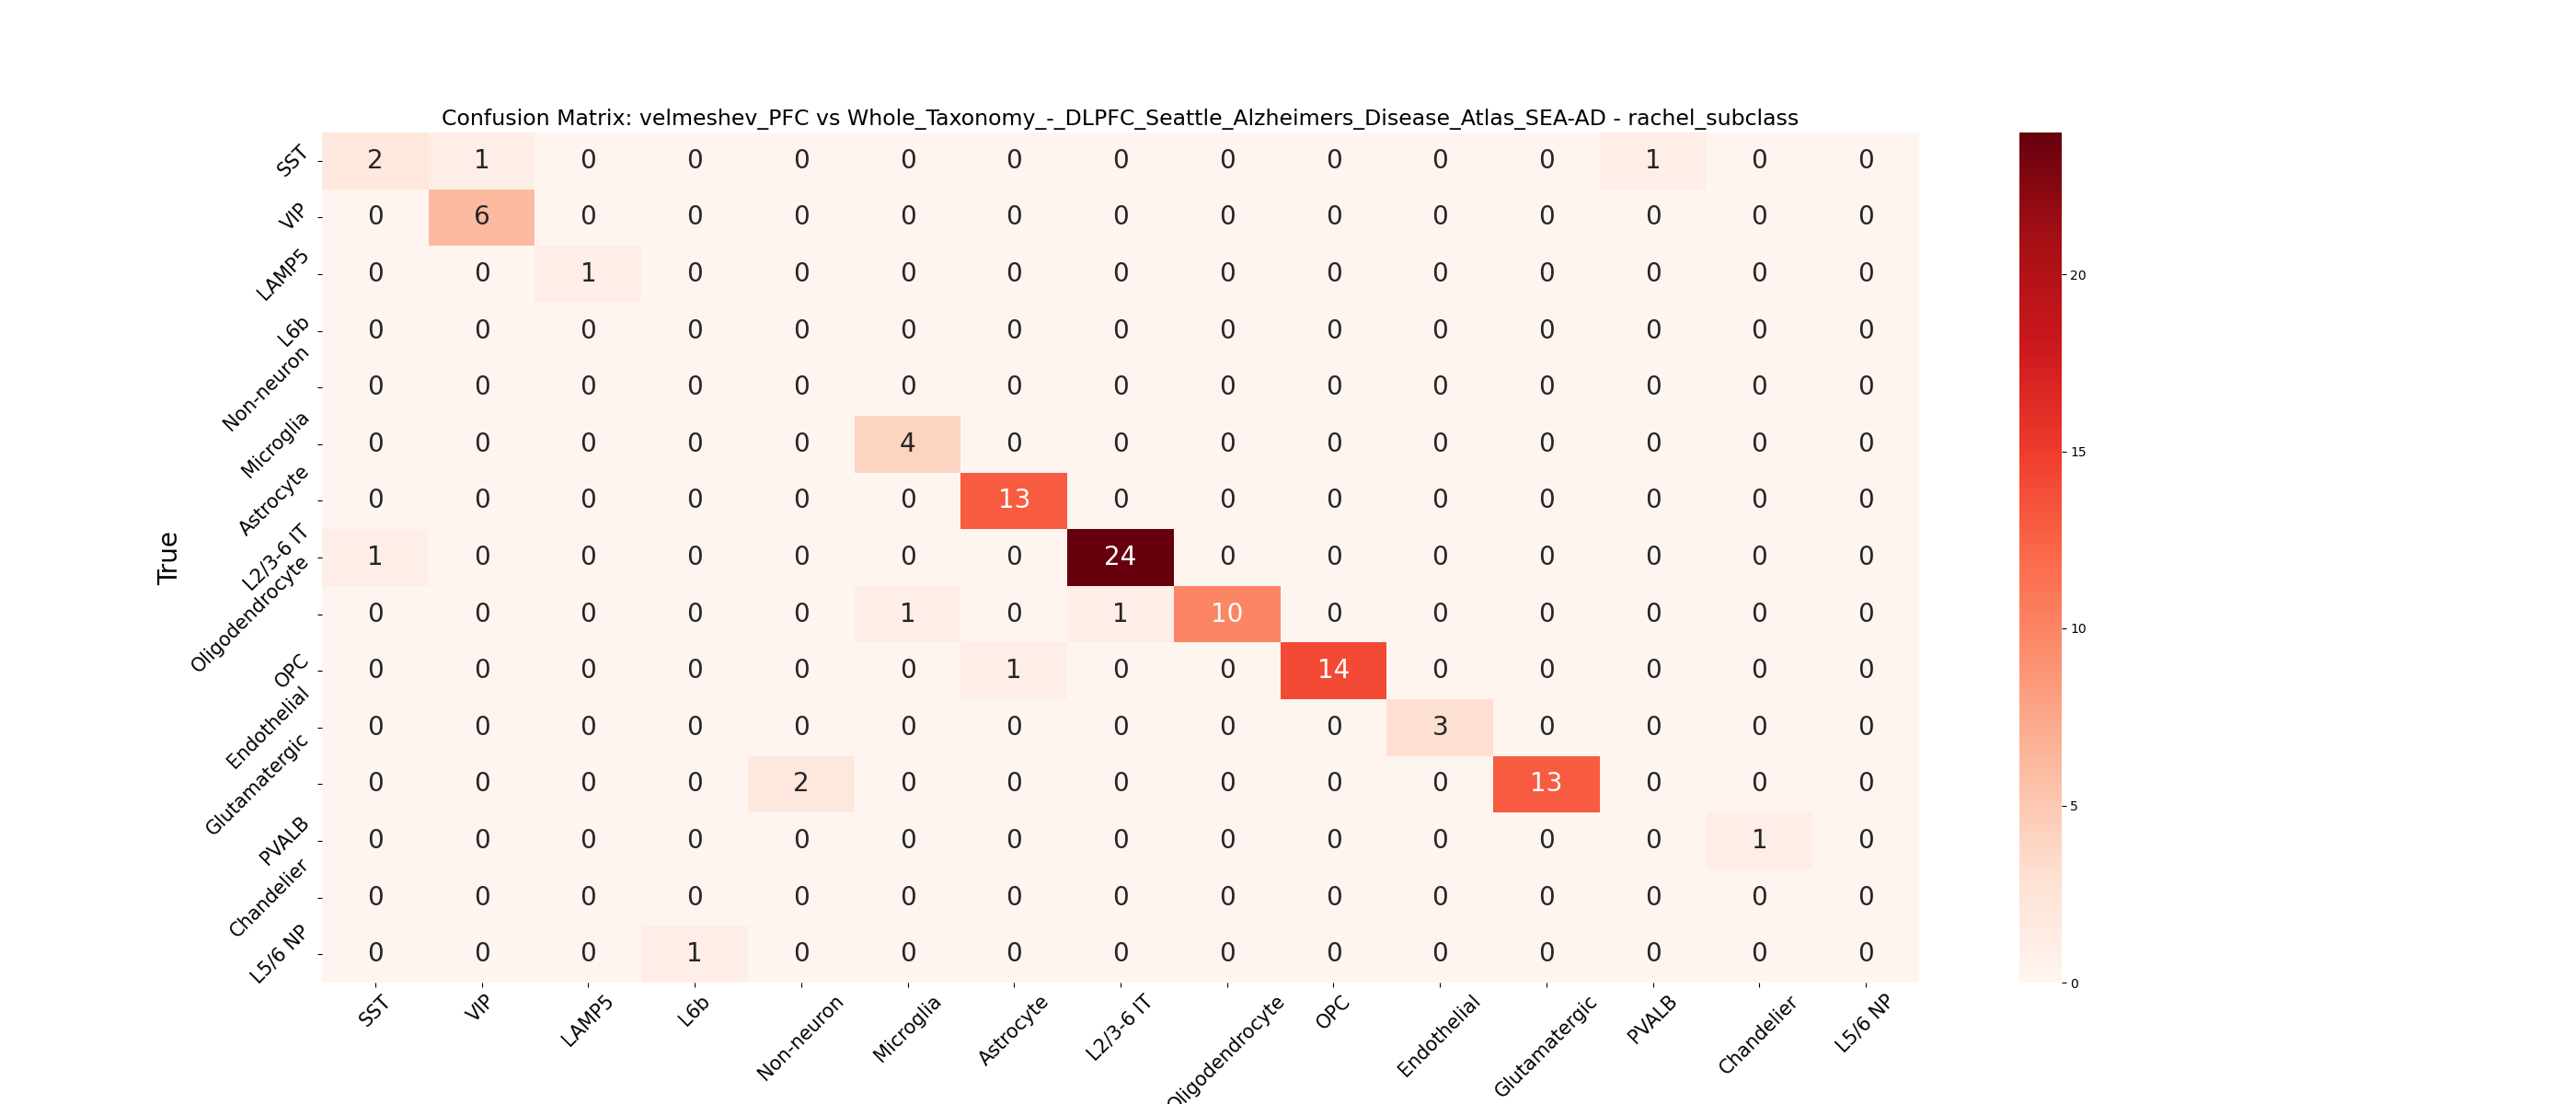 Confusion Matrix: velmeshev_PFC vs Whole_Taxonomy_-_DLPFC_Seattle_Alzheimers_Disease_Atlas_SEA-AD - rachel_subclass
True
SST 2 1 0 0 0 0 0 0 0 0 0 0 1 0 0
VIP 0 6 0 0 0 0 0 0 0 0 0 0 0 0 0
LAMP5 0 0 1 0 0 0 0 0 0 0 0 0 0 0 0
L6b 0 0 0 0 0 0 0 0 0 0 0 0 0 0 0
Non-neuron 0 0 0 0 0 0 0 0 0 0 0 0 0 0 0
Microglia 0 0 0 0 0 4 0 0 0 0 0 0 0 0 0
Astrocyte 0 0 0 0 0 0 13 0 0 0 0 0 0 0 0
L2/3-6 IT 1 0 0 0 0 0 0 24 0 0 0 0 0 0 0
Oligodendrocyte 0 0 0 0 0 1 0 1 10 0 0 0 0 0 0
OPC 0 0 0 0 0 0 1 0 0 14 0 0 0 0 0
Endothelial 0 0 0 0 0 0 0 0 0 0 3 0 0 0 0
Glutamatergic 0 0 0 0 2 0 0 0 0 0 0 13 0 0 0
PVALB 0 0 0 0 0 0 0 0 0 0 0 0 0 1 0
Chandelier 0 0 0 0 0 0 0 0 0 0 0 0 0 0 0
L5/6 NP 0 0 0 1 0 0 0 0 0 0 0 0 0 0 0
SST VIP LAMP5 L6b Non-neuron Microglia Astrocyte L2/3-6 IT Oligodendrocyte OPC Endothelial Glutamatergic PVALB Chandelier L5/6 NP
20
15
10
5
0